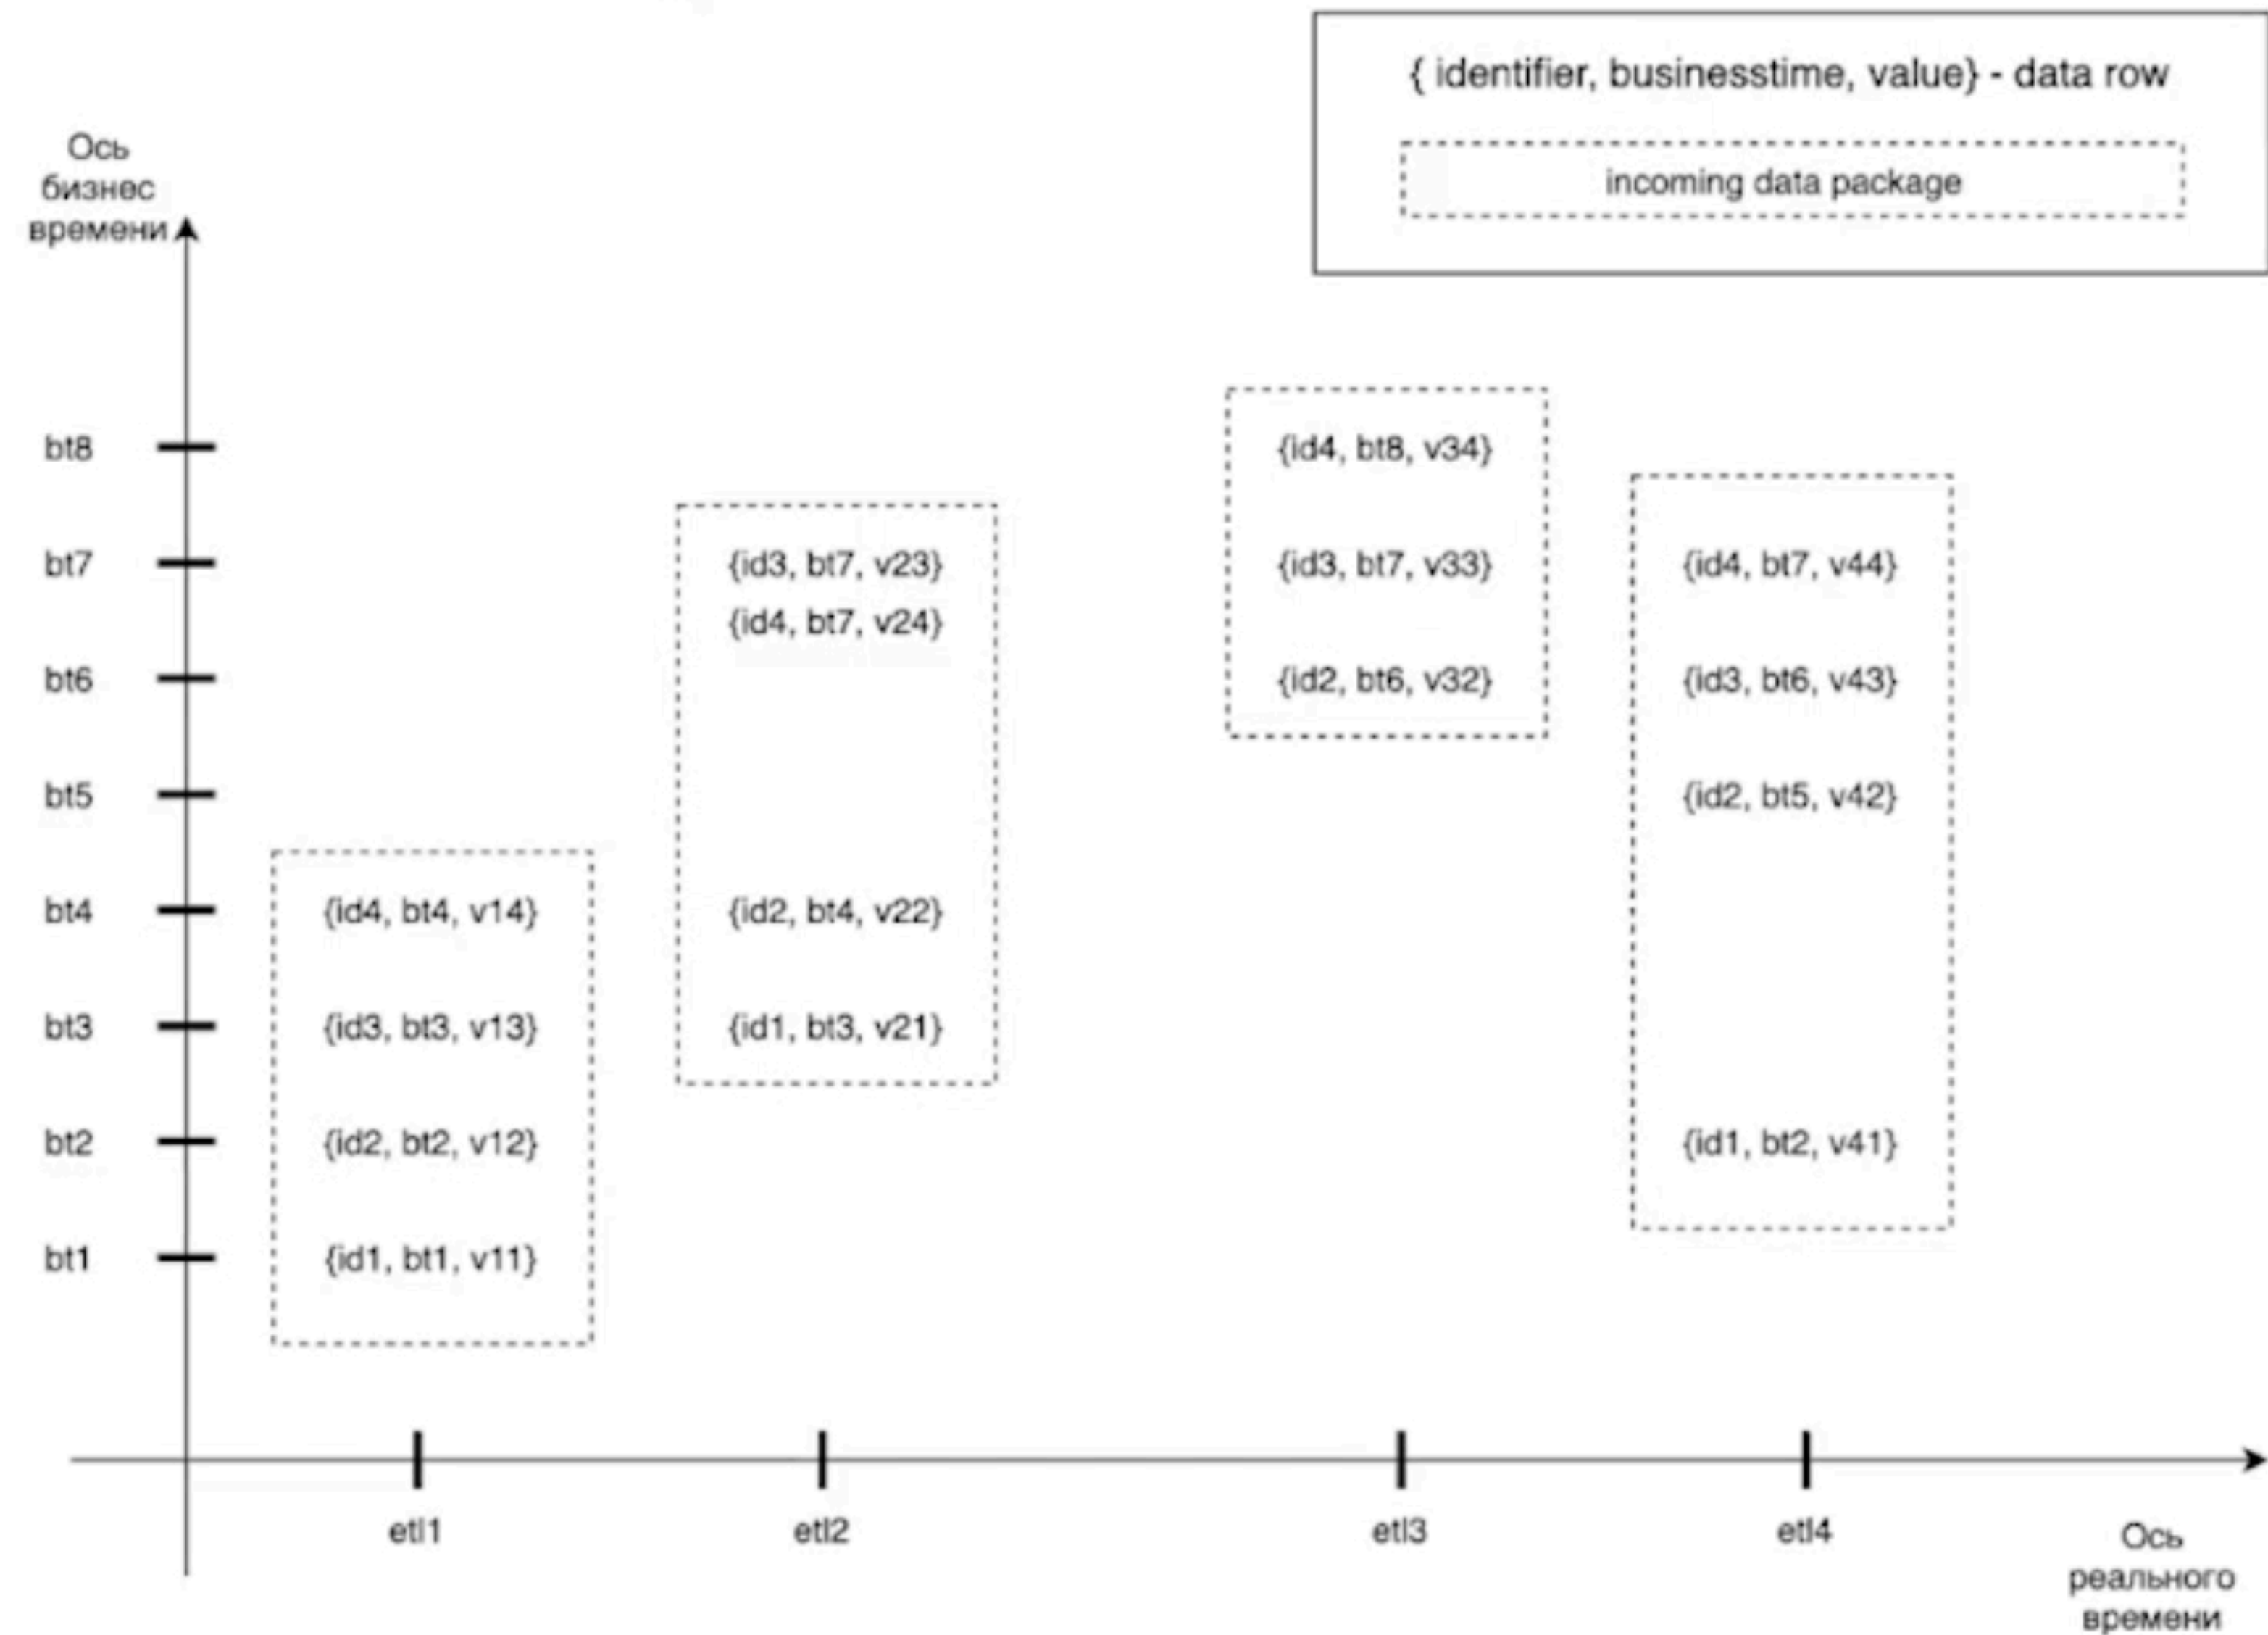 { identifier, businesstime, value} - data row
incoming data package
Ось
бизнес
времени
bt8
{id4, bt8, v34}
bt7
{id3, bt7, v23}
{id3, bt7, v33}
{id4, bt7, v44}
{id4, bt7, v24}
bt6
{id2, bt6, v32}
{id3, bt6, v43}
bt5
{id2, bt5, v42}
bt4
{id4, bt4, v14}
{id2, bt4, v22}
bt3
{id3, bt3, v13}
{id1, bt3, v21}
bt2
{id2, bt2, v12}
{id1, bt2, v41}
bt1
{id1, bt1, v11}
etl1
etl2
etl3
etl4
Ось
реального
времени